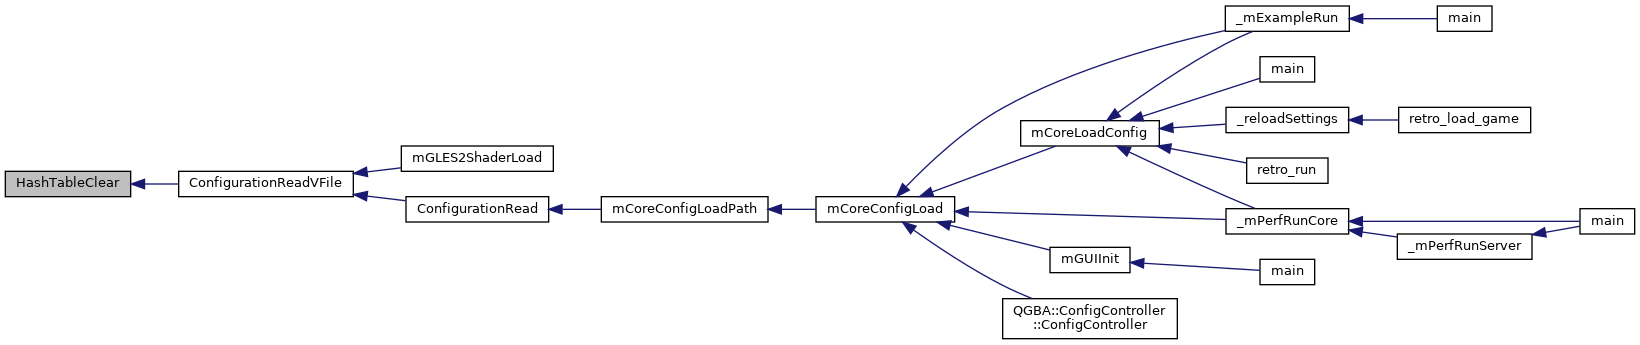 HashTableClear
ConfigurationReadVFile
mGLES2ShaderLoad
ConfigurationRead
mCoreConfigLoadPath
mCoreConfigLoad
_mExampleRun
main
mCoreLoadConfig
main
_reloadSettings
retro_load_game
retro_run
_mPerfRunCore
_mPerfRunServer
main
mGUIInit
main
QGBA::ConfigController
::ConfigController